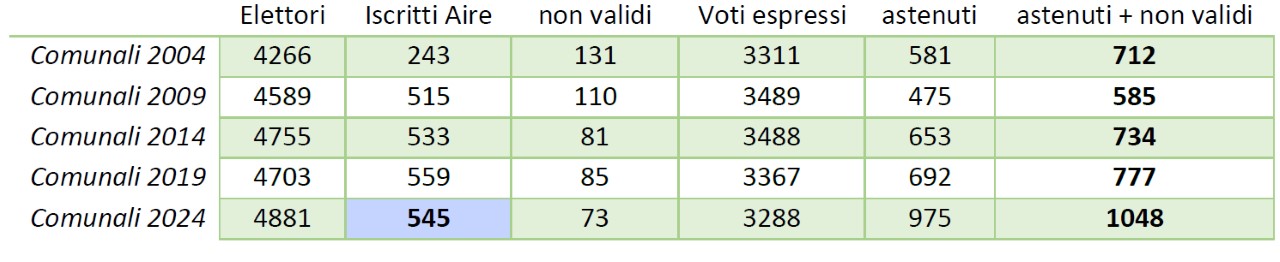 Elettori Iscritti Aire non validi Voti espressi astenuti astenuti + non validi
Comunali 2004 4266 243 131 3311 581 712
Comunali 2009 4589 515 110 3489 475 585
Comunali 2014 4755 533 81 3488 653 734
Comunali 2019 4703 559 85 3367 692 777
Comunali 2024 4881 545 73 3288 975 1048